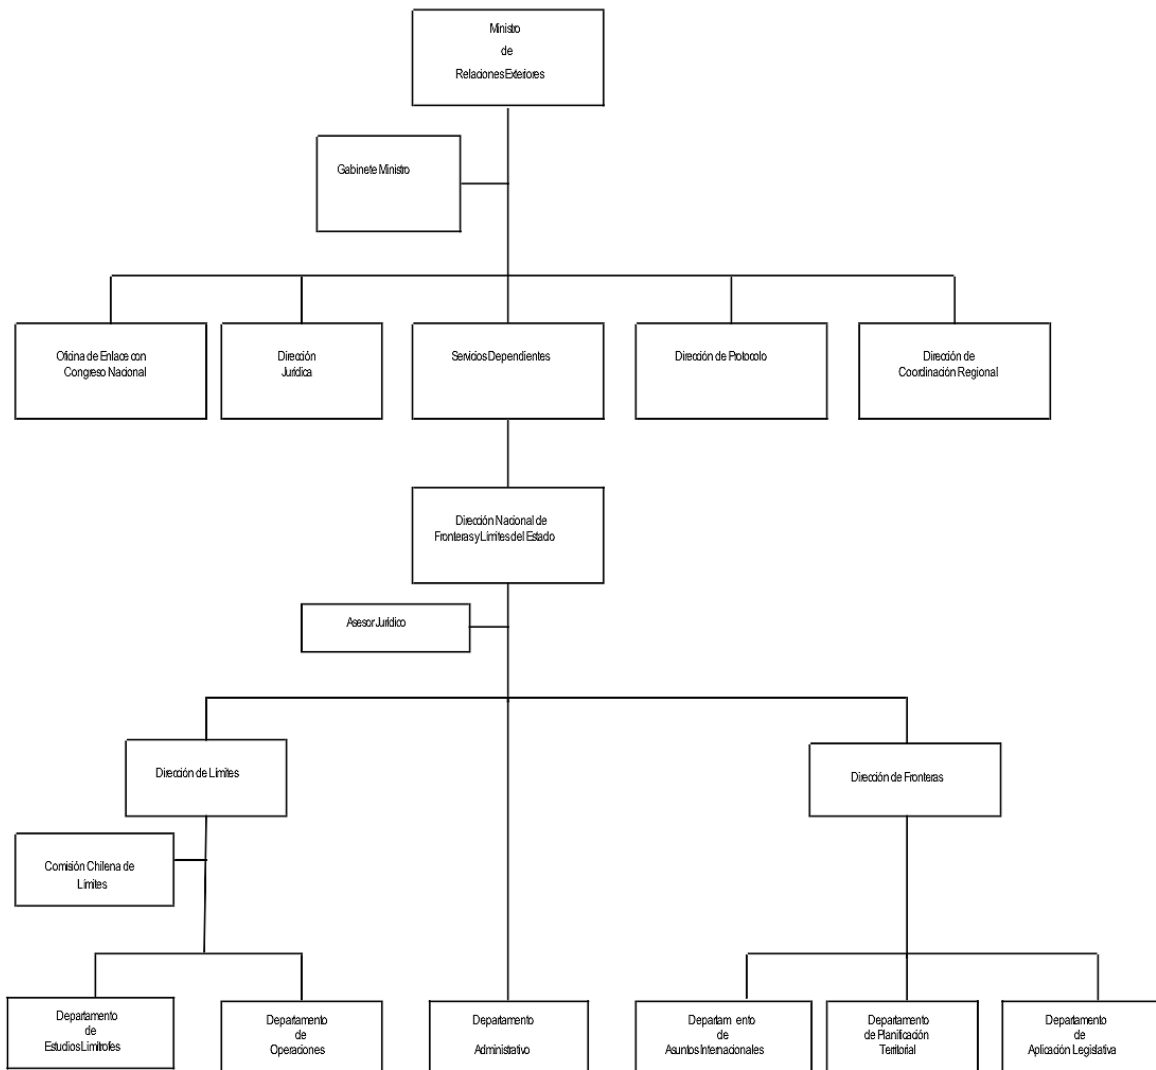 Ministro
de
Relaciones Exteriores
Gabinete Ministro
Oficina de Enlace con
Congreso Nacional
Dirección
Jurídica
Servicios Dependientes
Dirección de Protocolo
Dirección de
Coordinación Regional
Dirección Nacional de
Fronteras y Límites del Estado
Asesor Jurídico
Dirección de Límites
Dirección de Fronteras
Comisión Chilena de
Límites
Departamento
de
Estudios Limítrofes
Departamento
de
Operaciones
Departamento
Administrativo
Departam ento
de
Asuntos Internacionales
Departamento
de Planificación
Territorial
Departamento
de
Aplicación Legislativa